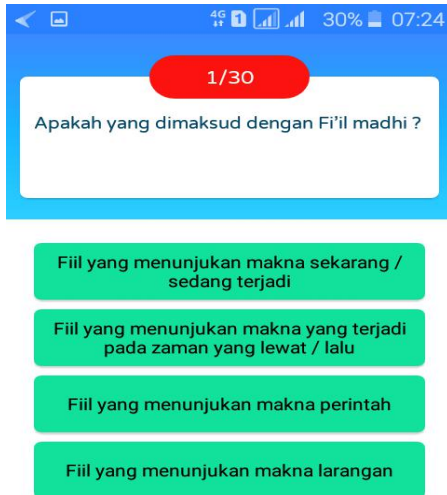 4G 1 30% 07:24
1/30
Apakah yang dimaksud dengan Fi'il madhi ?
Fiil yang menunjukan makna sekarang /
sedang terjadi
Fiil yang menunjukan makna yang terjadi
pada zaman yang lewat / lalu
Fiil yang menunjukan makna perintah
Fiil yang menunjukan makna larangan